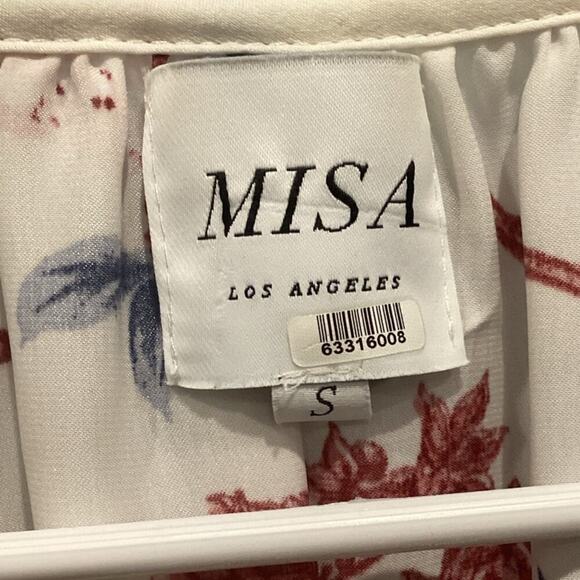 MISA
LOS ANGELES
63316008
S